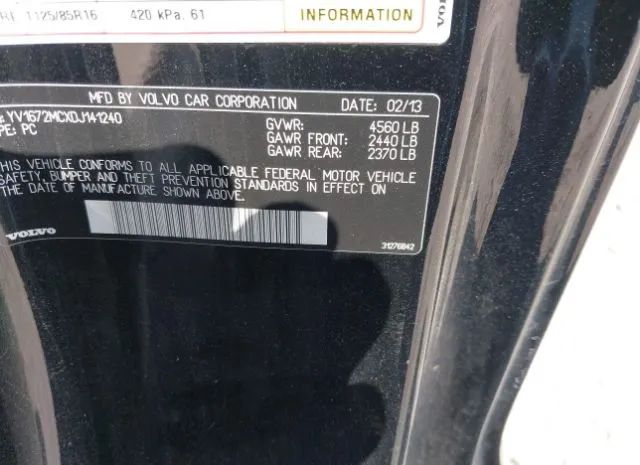 T125/85R16 420 kPa. 61
INFORMATION
VOLVO
MFD BY VOLVO CAR CORPORATION DATE: 02/13
: YV1672MCXDJ141240
PE: PC
GVWR: 4560 LB
GAWR FRONT: 2440 LB
GAWR REAR: 2370 LB
THIS VEHICLE CONFORMS TO ALL APPLICABLE FEDERAL MOTOR VEHICLE
SAFETY, BUMPER AND THEFT PREVENTION STANDARDS IN EFFECT ON
THE DATE OF MANUFACTURE SHOWN ABOVE.
VOLVO
31276842